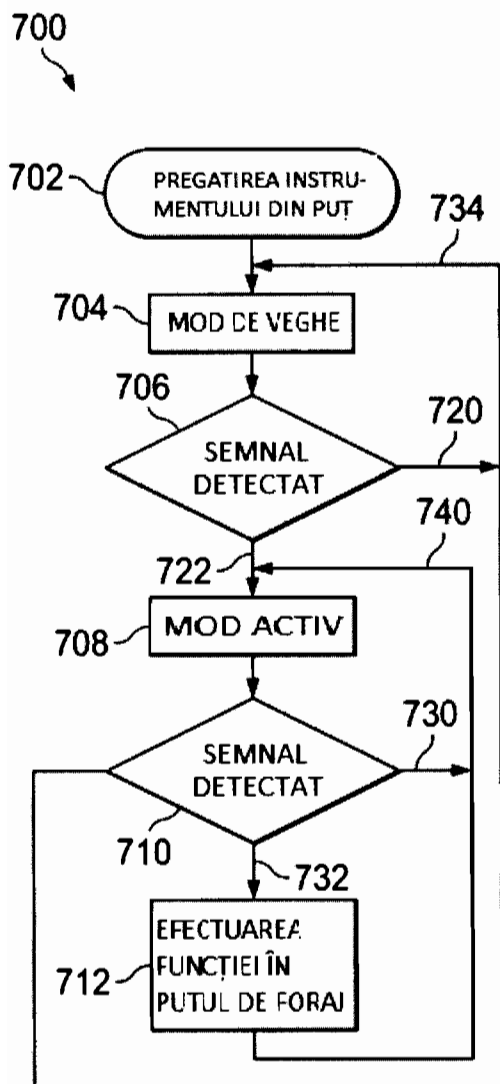 700
702
PREGATIREA INSTRU-
MENTULUI DIN PUȚ
734
704
MOD DE VEGHE
706
SEMNAL
DETECTAT
720
722
740
708
MOD ACTIV
SEMNAL
DETECTAT
730
710
732
712
EFECTUAREA
FUNCȚIEI ÎN
PUTUL DE FORAJ